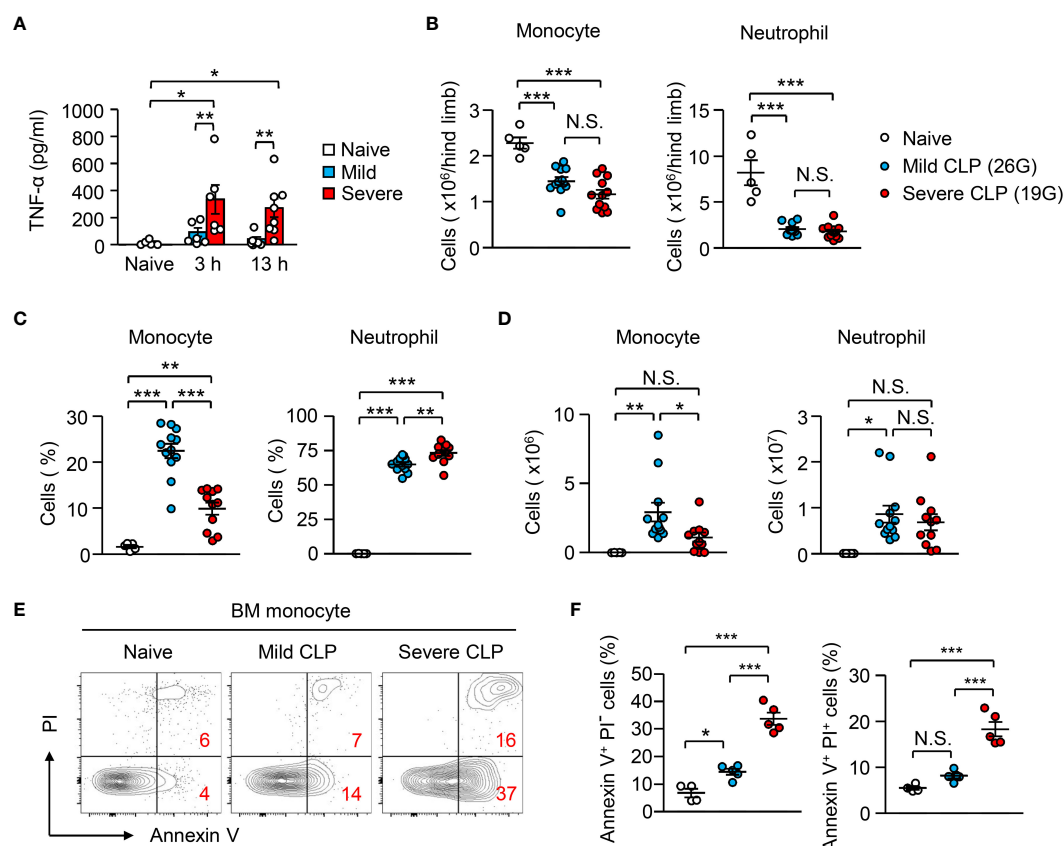 A
TNF-α (pg/ml)
1000
800
600
400
200
0
*
*
**
**
Naive
3 h
13 h
Naive
Mild
Severe
B
Monocyte
Cells ( x10⁶/hind limb)
3
2
1
0
***
***
N.S.
Neutrophil
Cells ( x10⁶/hind limb)
15
10
5
0
***
***
N.S.
Naive
Mild CLP (26G)
Severe CLP (19G)
C
Monocyte
Cells ( %)
30
20
10
0
**
***
***
Neutrophil
Cells ( %)
100
75
50
25
0
***
***
**
D
Monocyte
Cells ( x10⁶)
10
5
0
N.S.
**
*
Neutrophil
Cells ( x10⁷)
3
2
1
0
N.S.
*
N.S.
E
BM monocyte
Naive
Mild CLP
Severe CLP
PI
6
4
7
14
16
37
Annexin V
F
Annexin V⁺ PI⁻ cells (%)
50
40
30
20
10
0
***
***
*
Annexin V⁺ PI⁺ cells (%)
30
20
10
0
***
***
N.S.